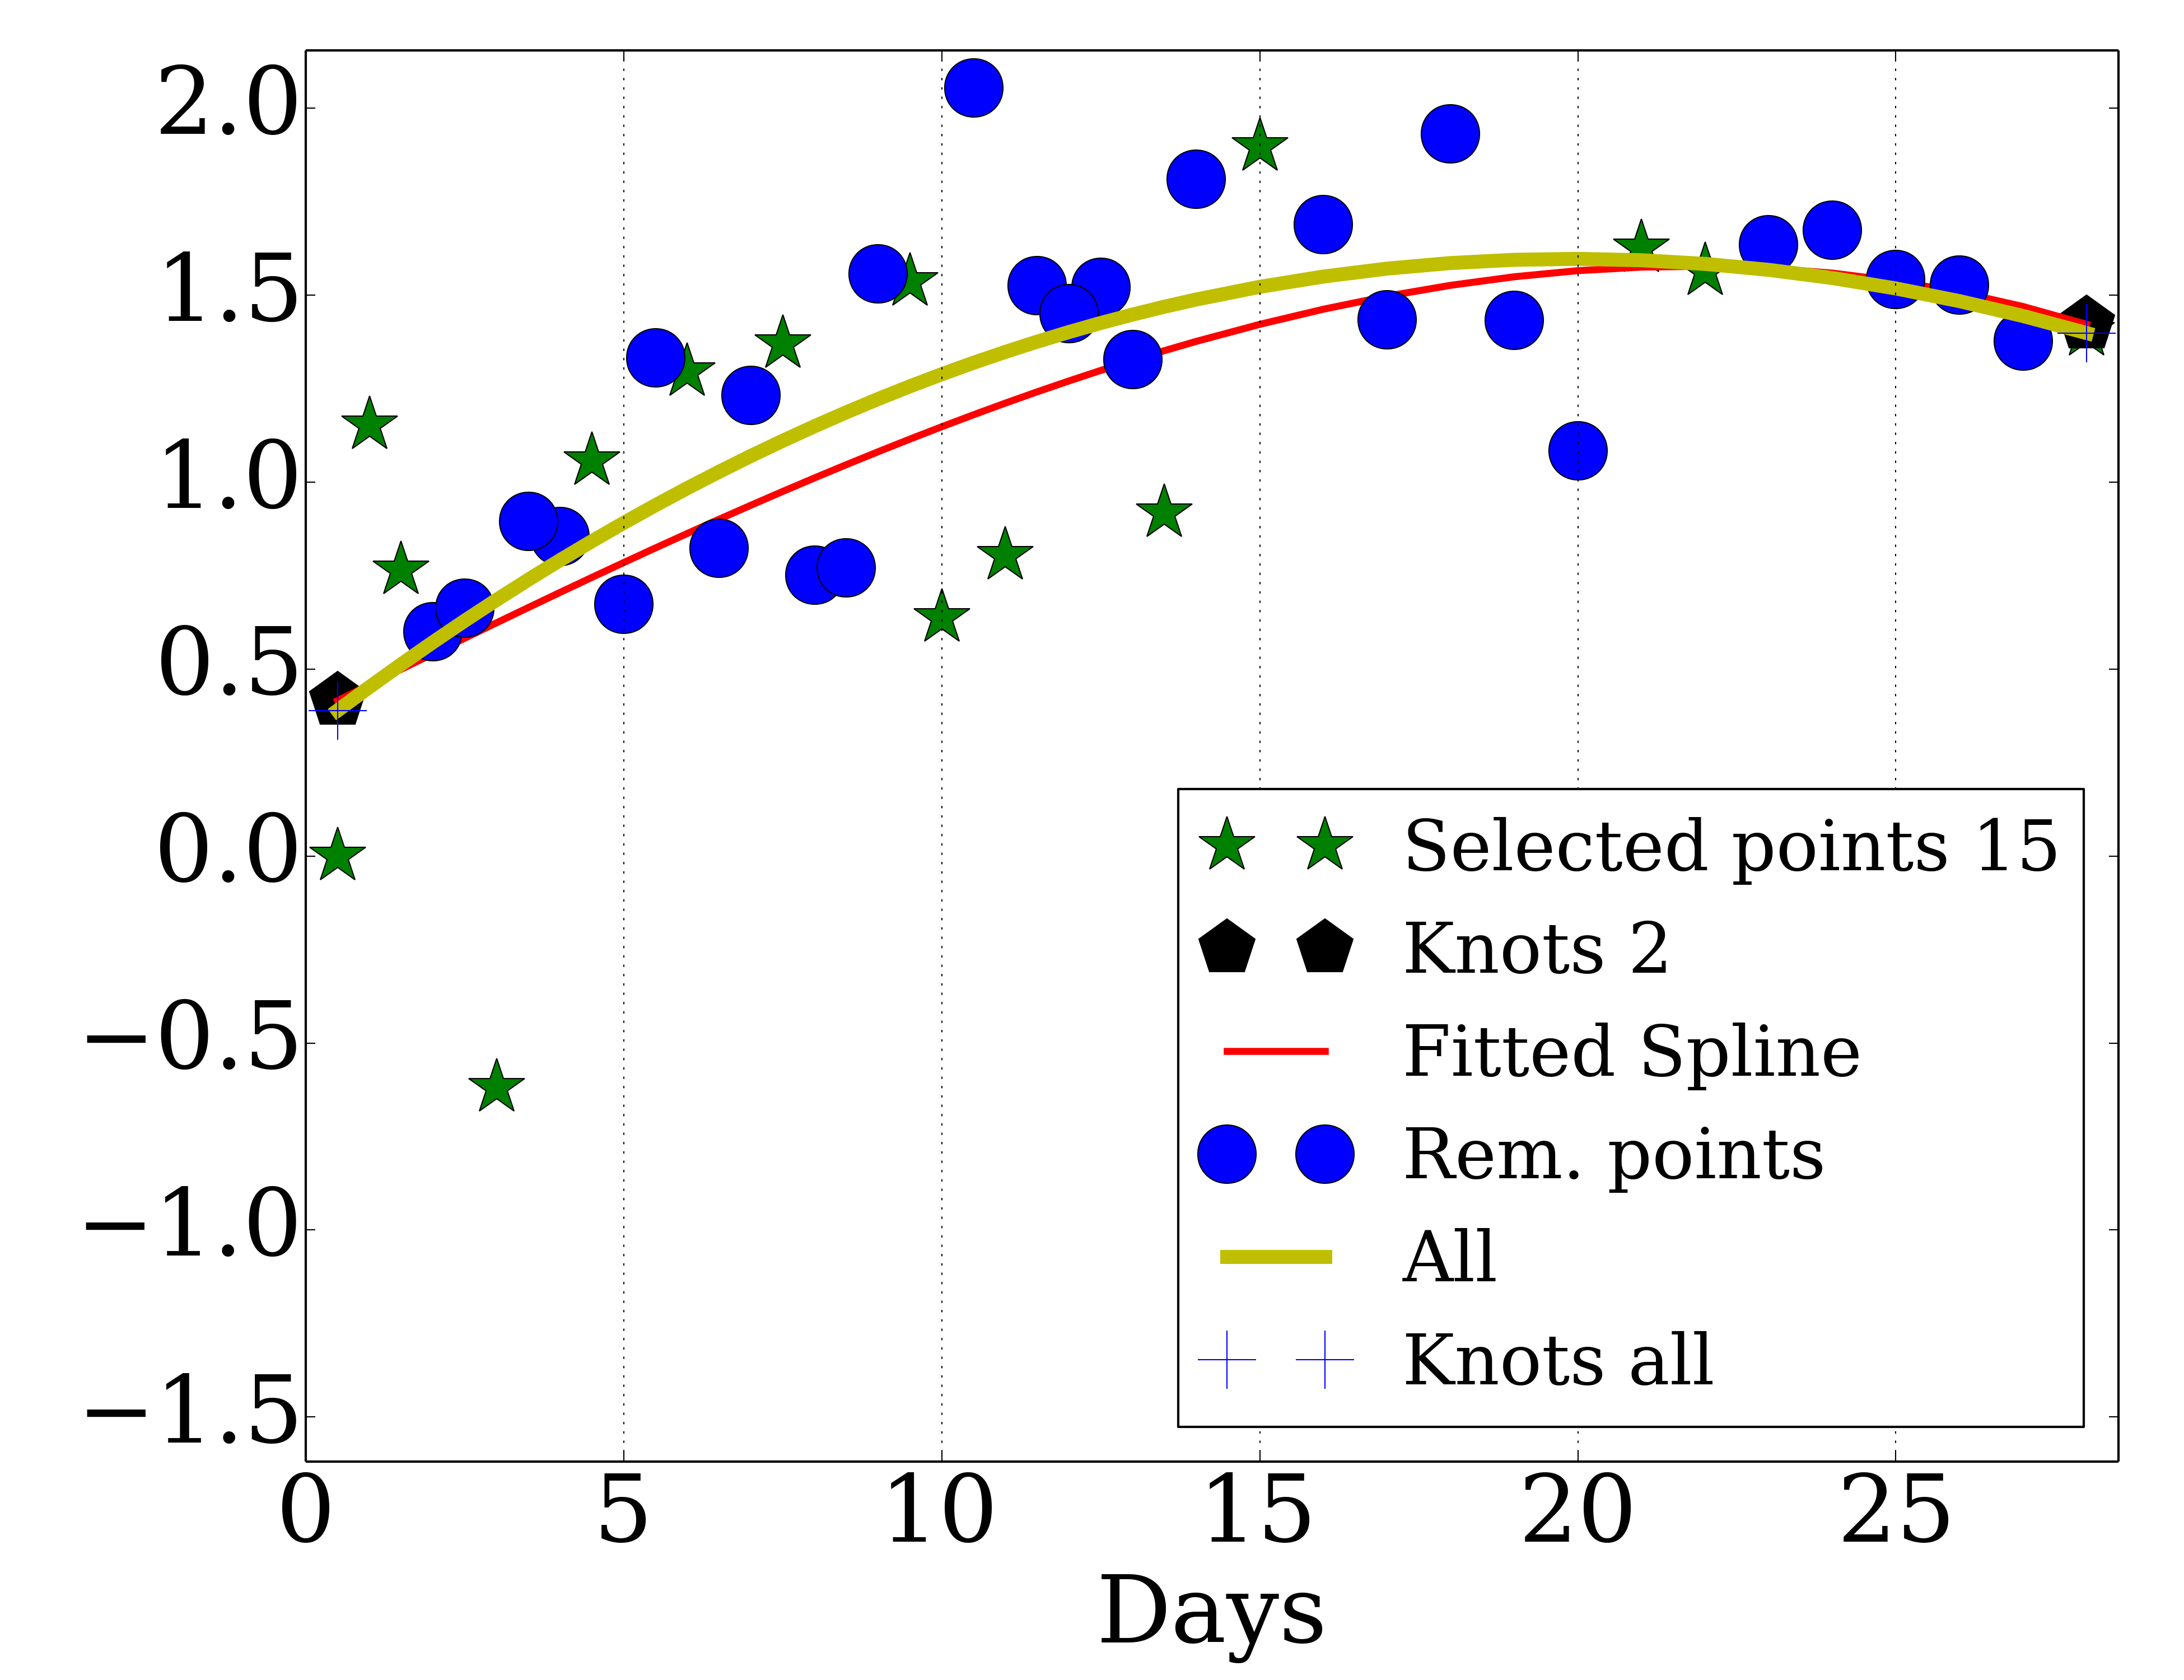 2.0
1.5
1.0
0.5
0.0
−0.5
−1.0
−1.5
Selected points 15
Knots 2
Fitted Spline
Rem. points
All
Knots all
0 5 10 15 20 25
Days